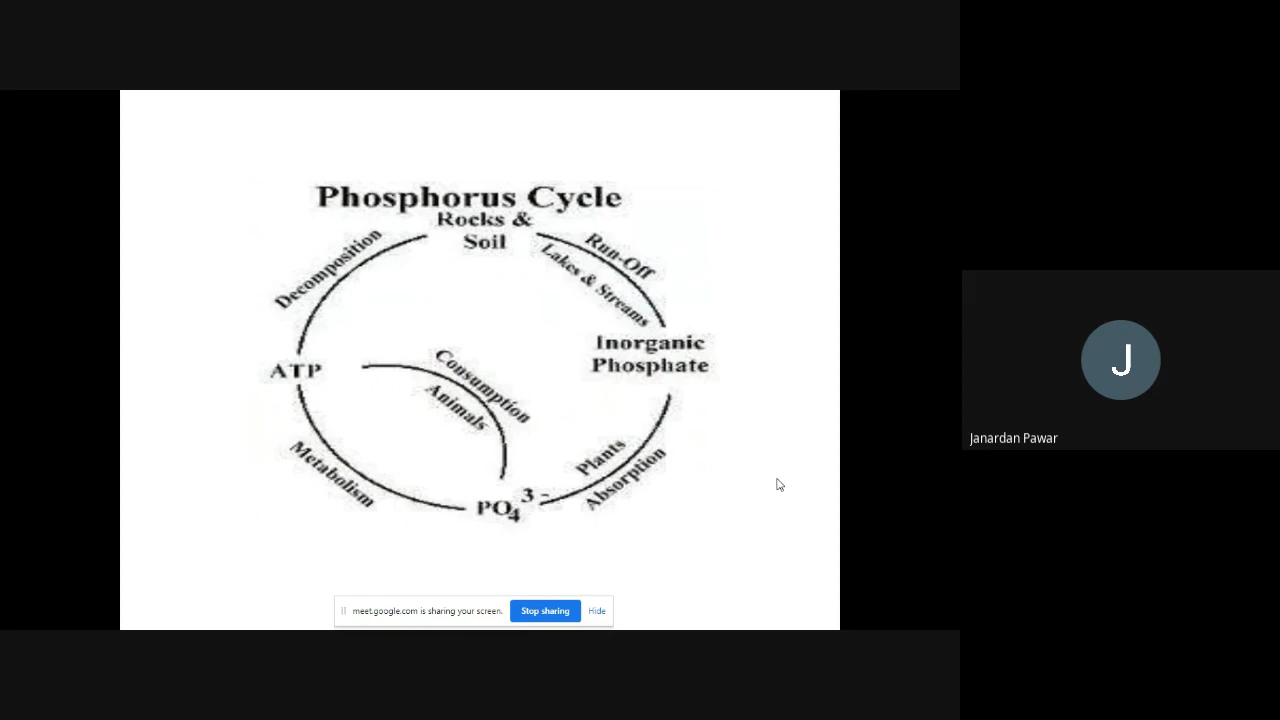 Phosphorus Cycle
Rocks &
Soil
Decomposition
Run-Off
Lakes & Streams
Inorganic
Phosphate
ATP
Consumption
Animals
Metabolism
Plants
Absorption
PO4 3-
Janardan Pawar
J
meet.google.com is sharing your screen.
Stop sharing
Hide